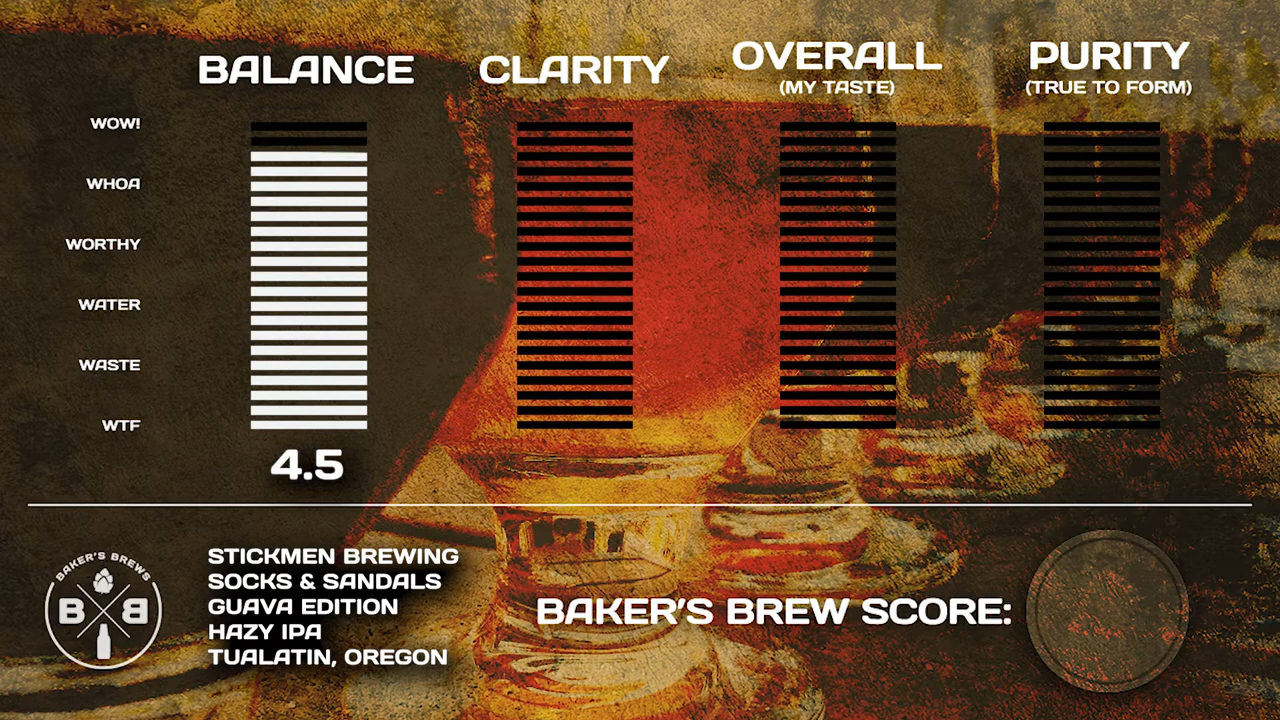 BALANCE
CLARITY
OVERALL
(MY TASTE)
PURITY
(TRUE TO FORM)
WOW!
WHOA
WORTHY
WATER
WASTE
WTF
4.5
BAKER'S BREWS
B B
STICKMEN BREWING
SOCKS & SANDALS
GUAVA EDITION
HAZY IPA
TUALATIN, OREGON
BAKER'S BREW SCORE: